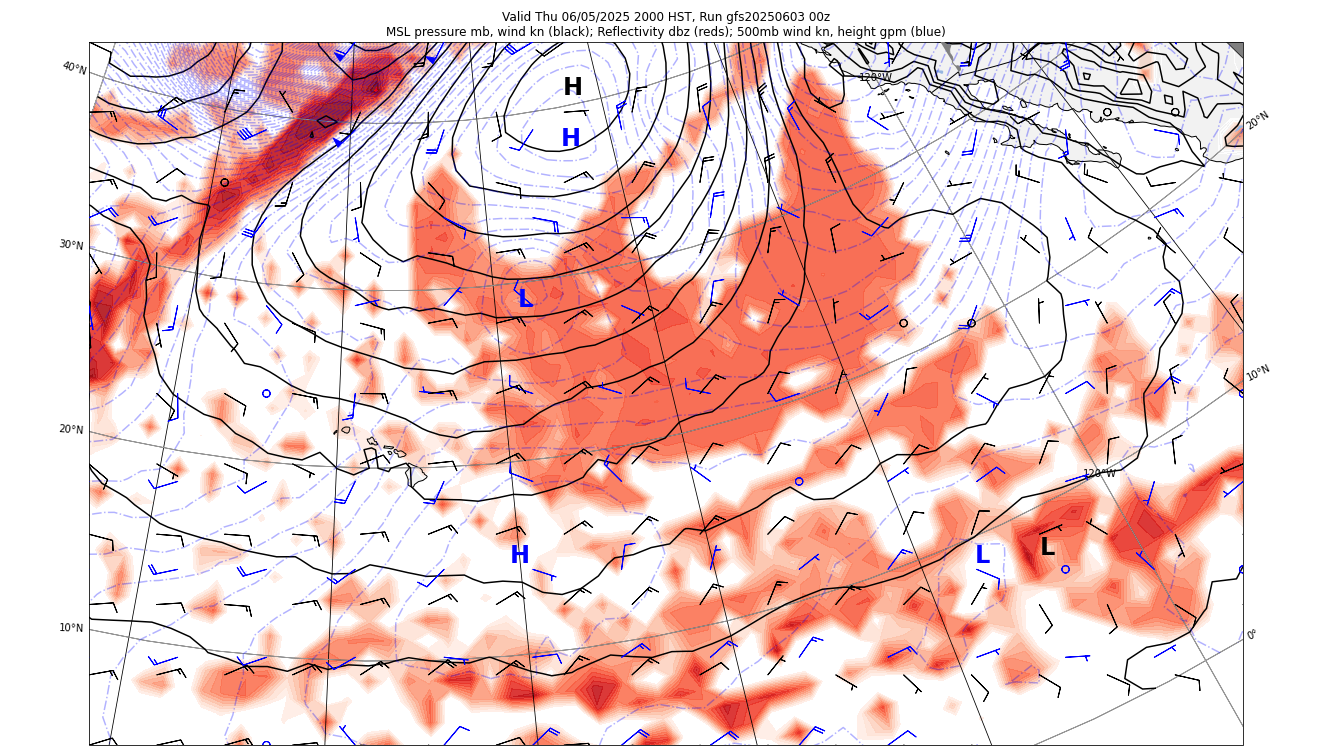 Valid Thu 06/05/2025 2000 HST, Run gfs20250603 00z
MSL pressure mb, wind kn (black); Reflectivity dbz (reds); 500mb wind kn, height gpm (blue)
40°N
H
120°W
20°N
H
30°N
L
10°N
20°N
120°W
H
L
L
10°N
0°